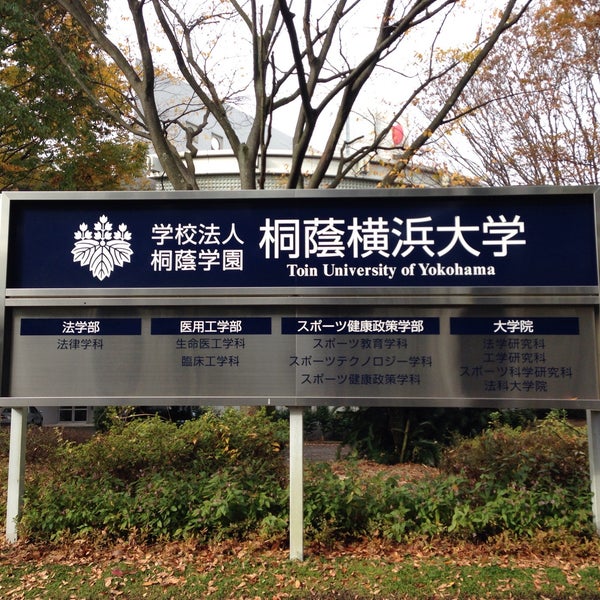 学校法人
桐蔭学園
桐蔭横浜大学
Toin University of Yokohama
法学部
法律学科
医用工学部
生命医工学科
臨床工学科
スポーツ健康政策学部
スポーツ教育学科
スポーツテクノロジー学科
スポーツ健康政策学科
大学院
法学研究科
工学研究科
スポーツ科学研究科
法科大学院